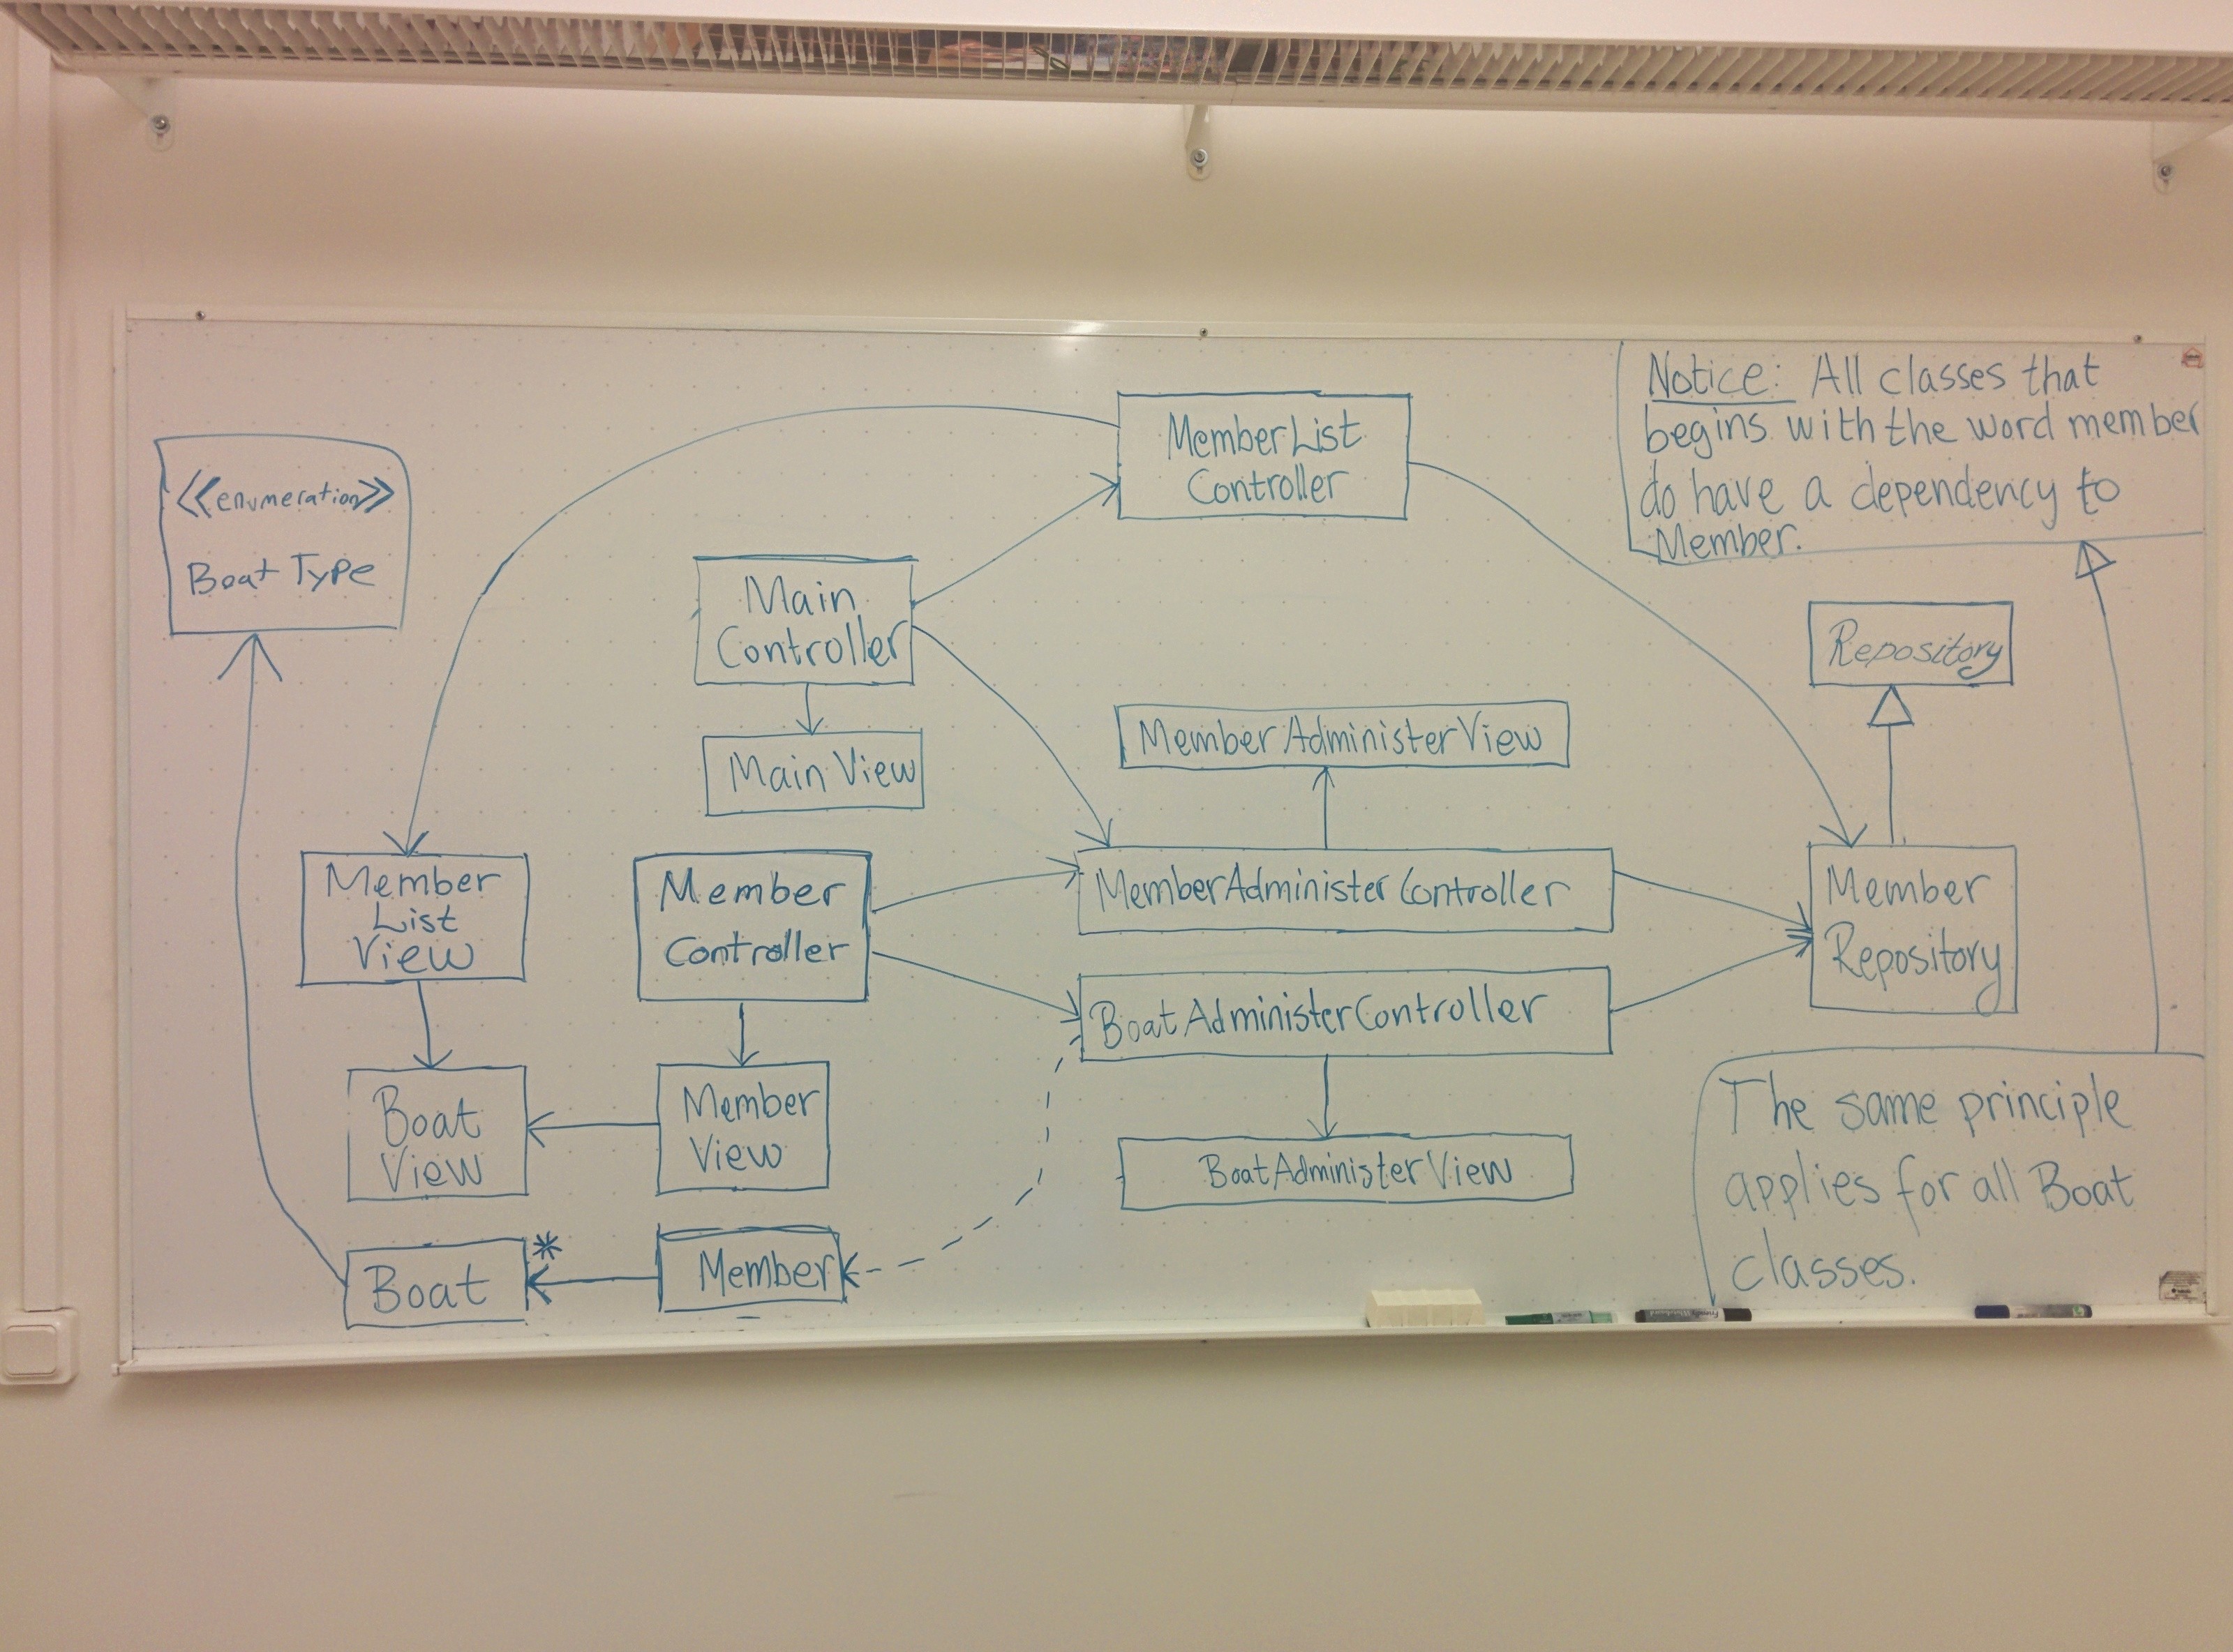 Notice: All classes that
begins with the word member
do have a dependency to
Member.
MemberList
Controller
<<enumeration>>
Boat Type
Main
Controller
Repository
MemberAdministerView
Main View
Member
List
View
Member
Controller
MemberAdministerController
Member
Repository
BoatAdministerController
Boat
View
Member
View
BoatAdministerView
The same principle
applies for all Boat
classes.
Boat
*
Member